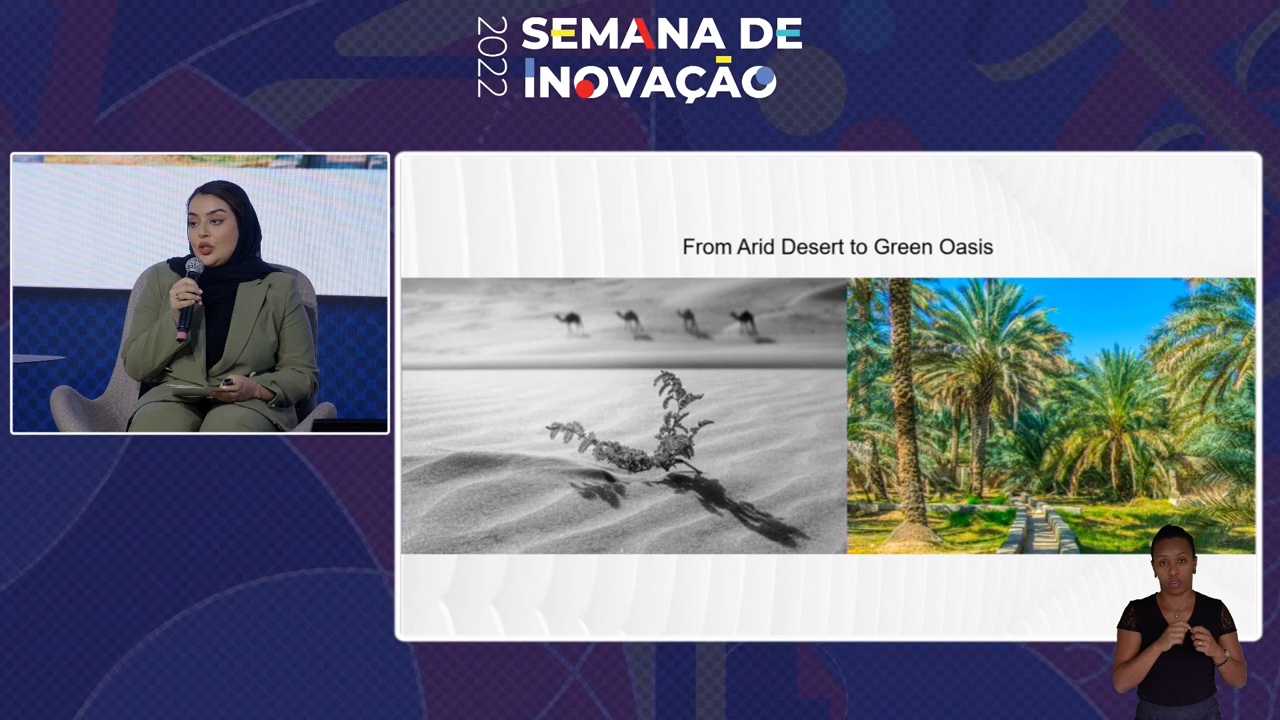 2022
SEMANA DE
INOVAÇÃO
From Arid Desert to Green Oasis